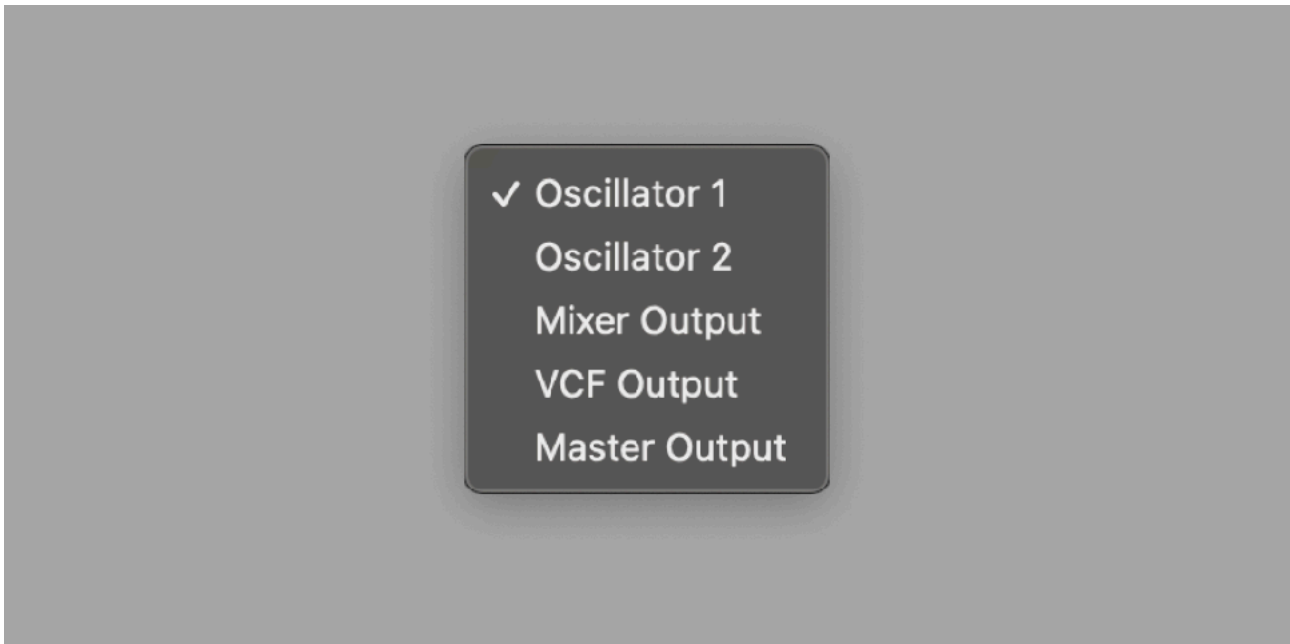 ✓ Oscillator 1
Oscillator 2
Mixer Output
VCF Output
Master Output